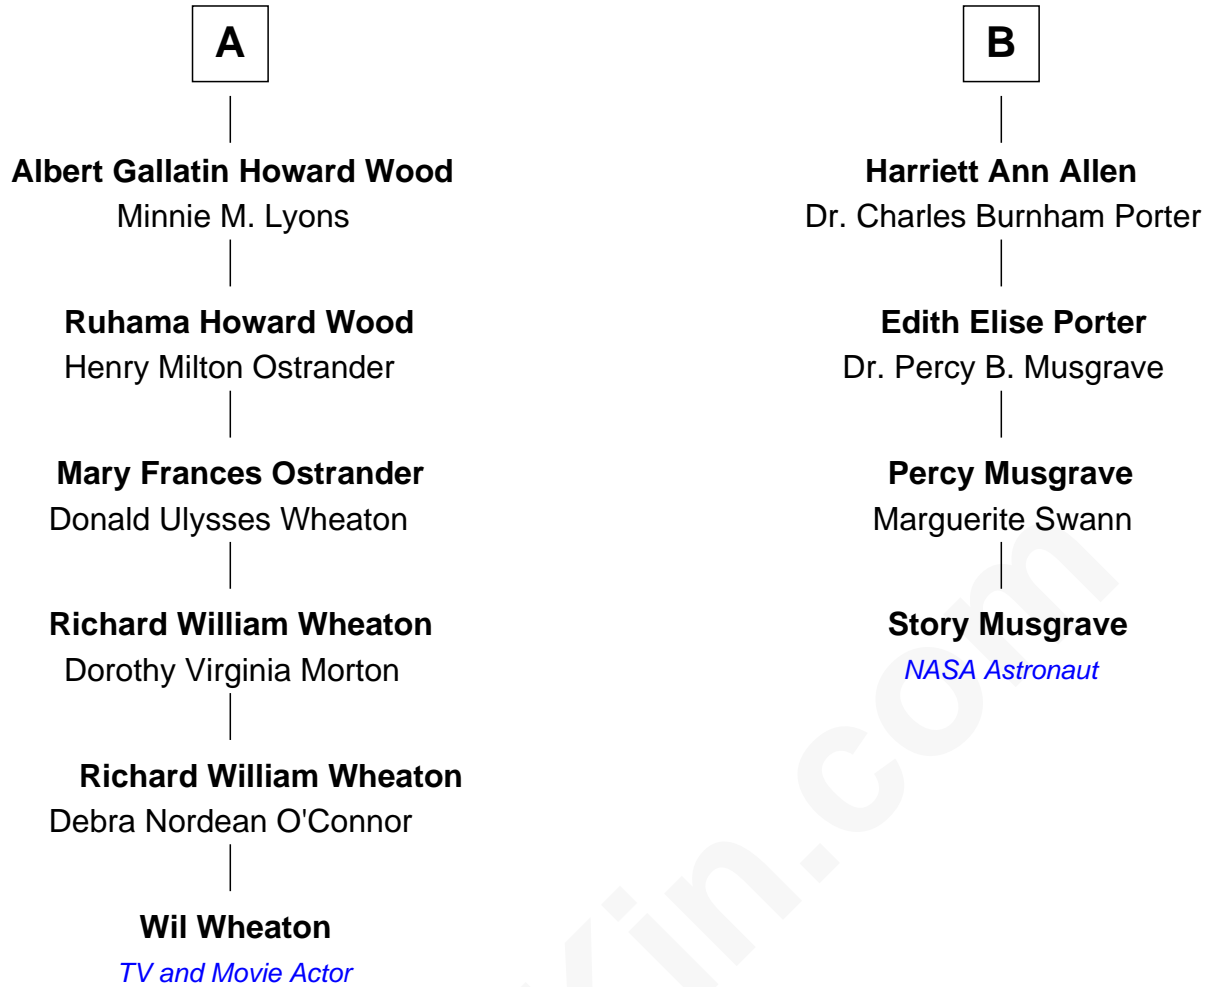 A
Albert Gallatin Howard Wood
Minnie M. Lyons
Ruhama Howard Wood
Henry Milton Ostrander
Mary Frances Ostrander
Donald Ulysses Wheaton
Richard William Wheaton
Dorothy Virginia Morton
Richard William Wheaton
Debra Nordean O'Connor
Wil Wheaton
TV and Movie Actor
B
Harriett Ann Allen
Dr. Charles Burnham Porter
Edith Elise Porter
Dr. Percy B. Musgrave
Percy Musgrave
Marguerite Swann
Story Musgrave
NASA Astronaut
Kin.com